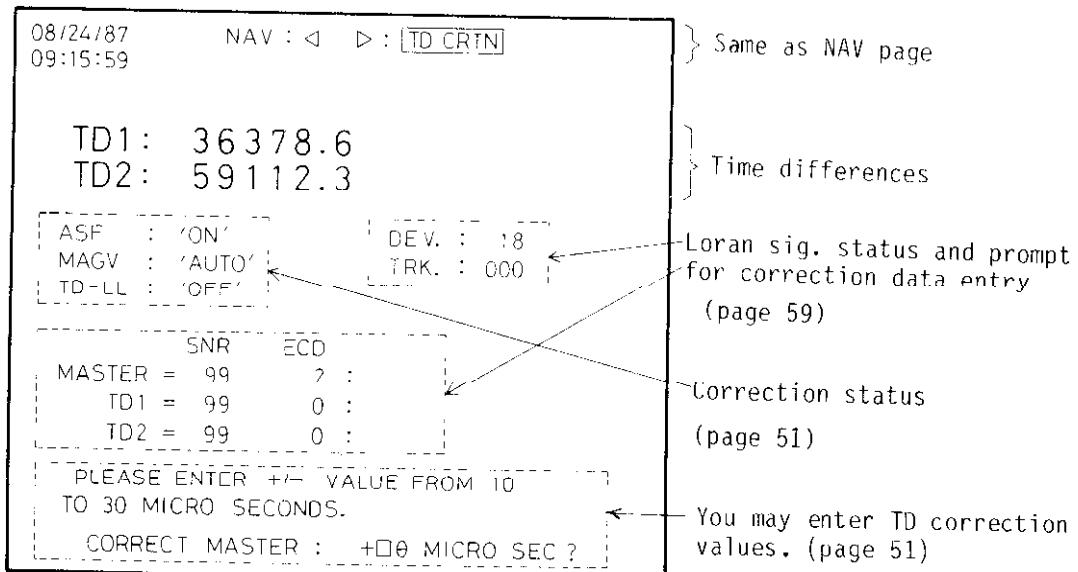 08/24/87 NAV : ◁ ▷ : TD CRTN
09:15:59
Same as NAV page
TD1: 36378.6
TD2: 59112.3
Time differences
ASF : 'ON'
MAGV : 'AUTO'
TD-LL : 'OFF'
DEV. : 18
TRK. : 000
Loran sig. status and prompt
for correction data entry
(page 59)
SNR ECD
MASTER = 99 2 :
TD1 = 99 0 :
TD2 = 99 0 :
Correction status
(page 51)
PLEASE ENTER +/- VALUE FROM 10
TO 30 MICRO SECONDS.
CORRECT MASTER : +□0 MICRO SEC ?
You may enter TD correction
values. (page 51)